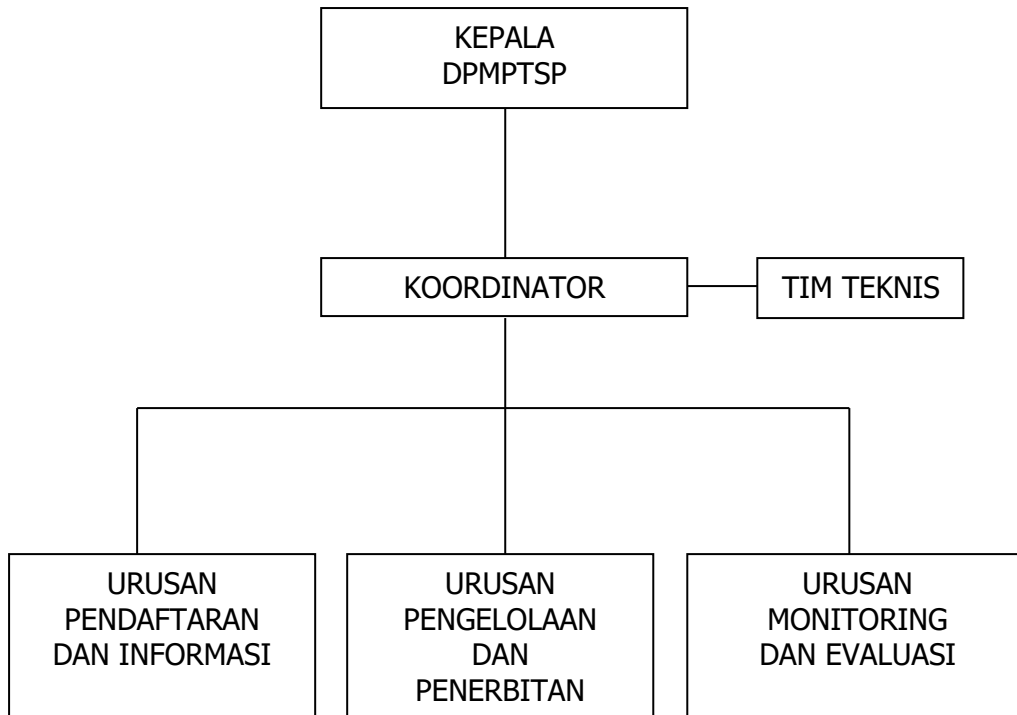 KEPALA
DPMPTSP
KOORDINATOR
TIM TEKNIS
URUSAN
PENDAFTARAN
DAN INFORMASI
URUSAN
PENGELOLAAN
DAN
PENERBITAN
URUSAN
MONITORING
DAN EVALUASI